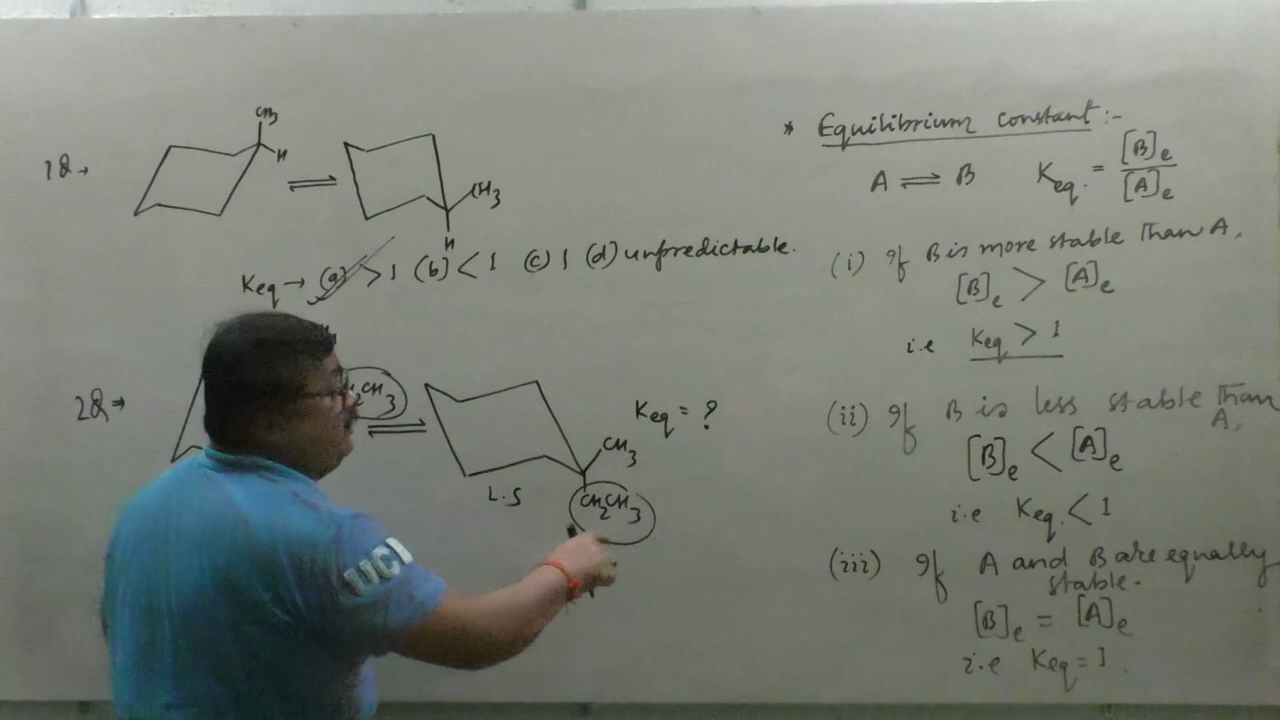 1Q→
CH3
H
⇌
CH3
H
Keq → (a) > 1 (b) < 1 (c) 1 (d) unpredictable.
2Q→
2CH3
⇌
CH3
CH2CH3
L.S
Keq = ?
* Equilibrium constant:-
A ⇌ B Keq. = [B]e / [A]e
(i) If B is more stable Than A,
[B]e > [A]e
i.e Keq > 1
(ii) If B is less stable Than A,
[B]e < [A]e
i.e Keq. < 1
(iii) If A and B are equally stable.
[B]e = [A]e
i.e Keq = 1.
UCI